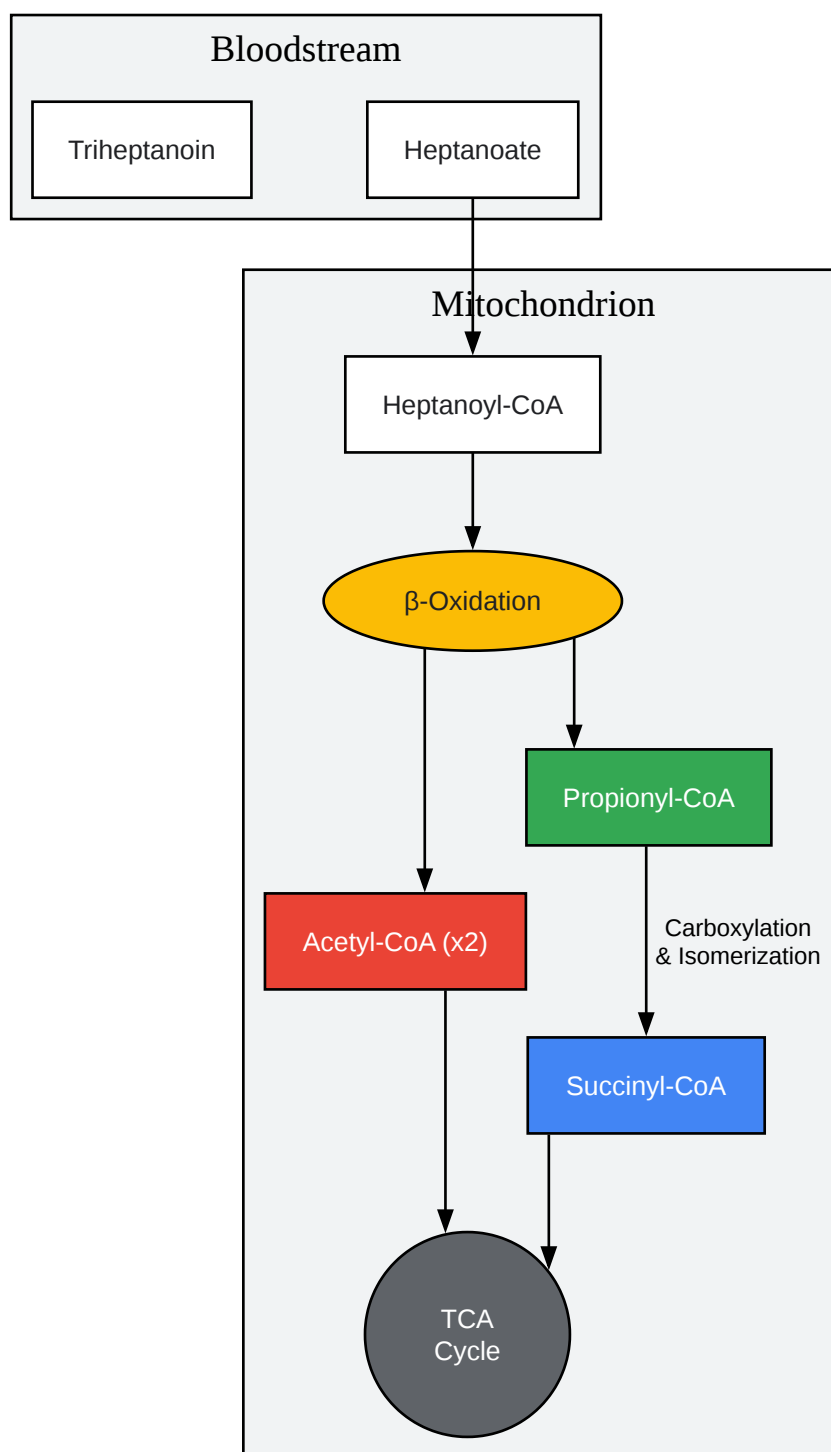 Bloodstream
Triheptanoin
Heptanoate
Mitochondrion
Heptanoyl-CoA
β-Oxidation
Propionyl-CoA
Acetyl-CoA (x2)
Carboxylation
& Isomerization
Succinyl-CoA
TCA
Cycle